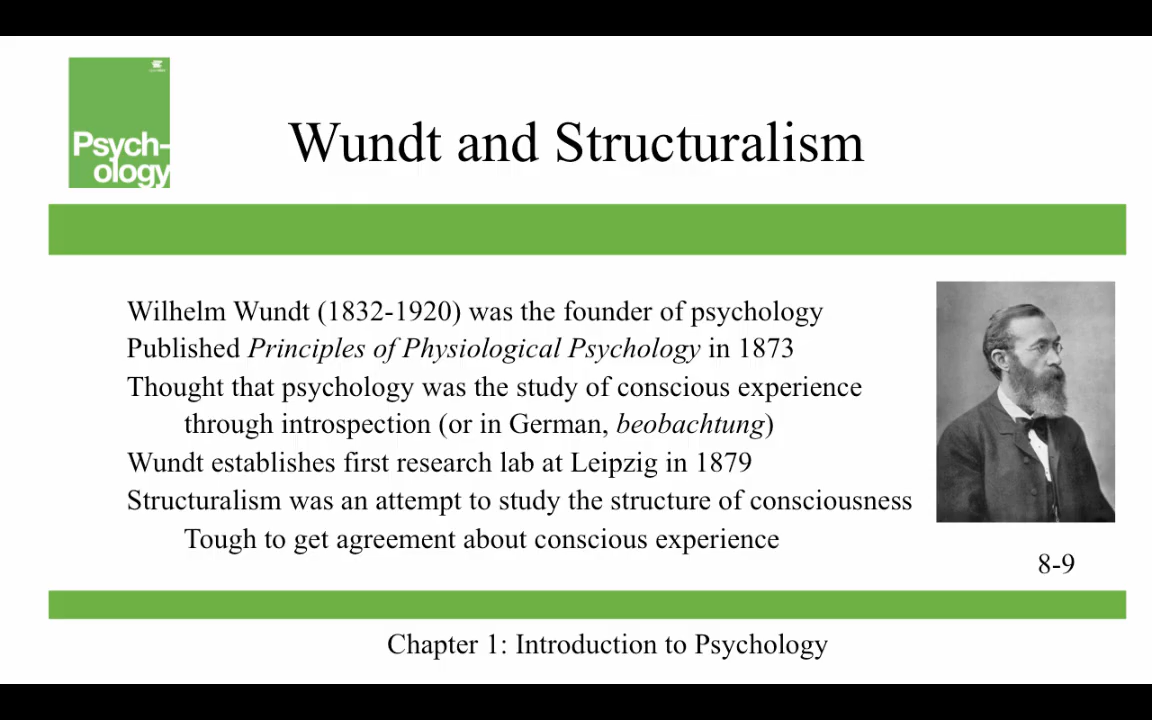 Psych-
ology
Wundt and Structuralism
Wilhelm Wundt (1832-1920) was the founder of psychology
Published Principles of Physiological Psychology in 1873
Thought that psychology was the study of conscious experience
through introspection (or in German, beobachtung)
Wundt establishes first research lab at Leipzig in 1879
Structuralism was an attempt to study the structure of consciousness
Tough to get agreement about conscious experience
8-9
Chapter 1: Introduction to Psychology